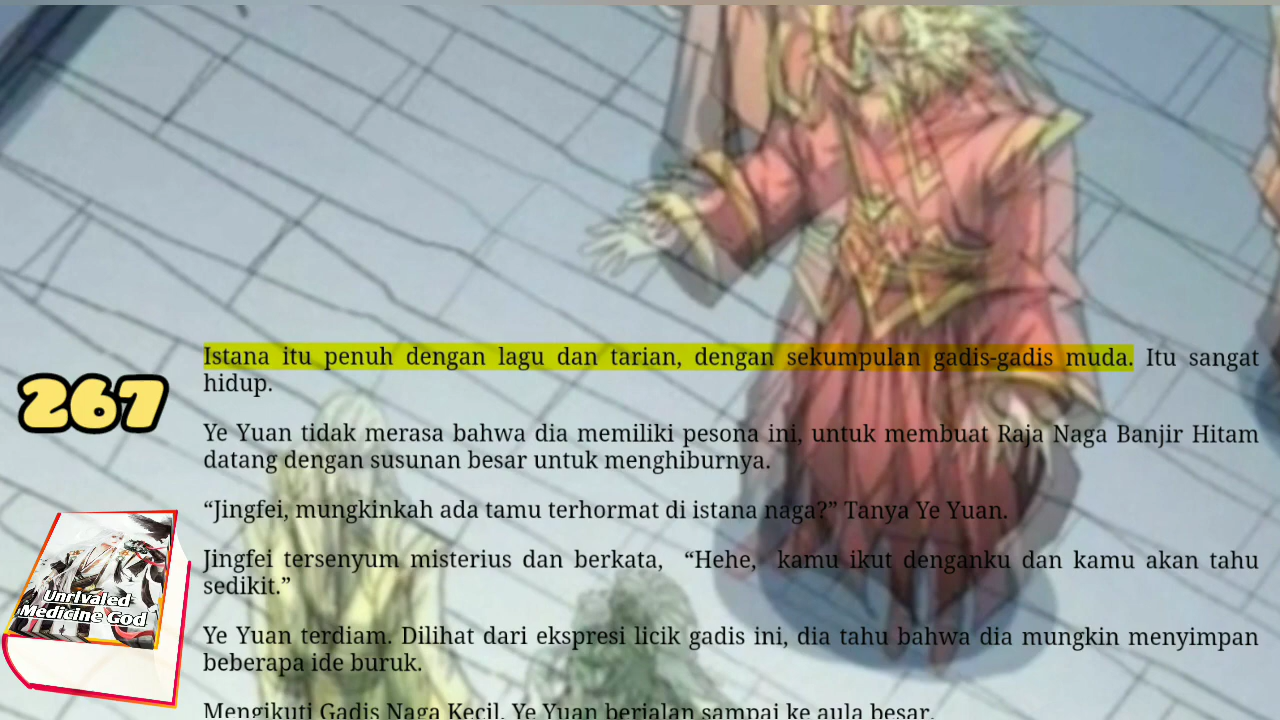 Istana itu penuh dengan lagu dan tarian, dengan sekumpulan gadis-gadis muda. Itu sangat
hidup.
267
Ye Yuan tidak merasa bahwa dia memiliki pesona ini, untuk membuat Raja Naga Banjir Hitam
datang dengan susunan besar untuk menghiburnya.
“Jingfei, mungkinkah ada tamu terhormat di istana naga?” Tanya Ye Yuan.
Jingfei tersenyum misterius dan berkata, “Hehe, kamu ikut denganku dan kamu akan tahu
sedikit.”
Unrivaled
Medicine God
Ye Yuan terdiam. Dilihat dari ekspresi licik gadis ini, dia tahu bahwa dia mungkin menyimpan
beberapa ide buruk.
Mengikuti Gadis Naga Kecil, Ye Yuan berjalan sampai ke aula besar.